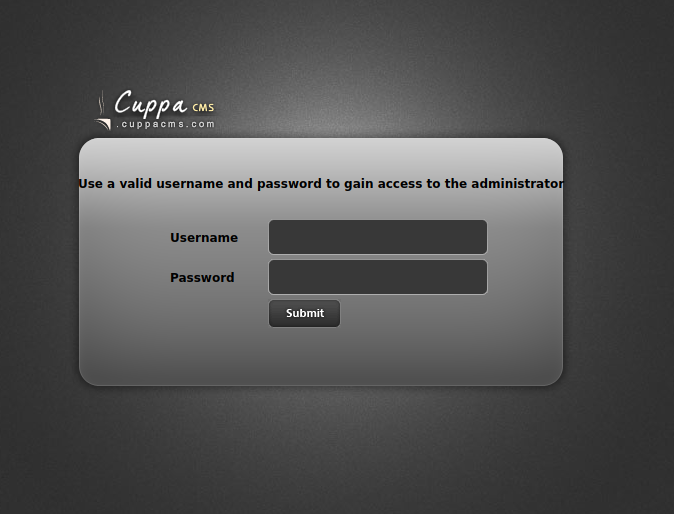 Cuppa CMS
.cuppacms.com
Use a valid username and password to gain access to the administrator
Username
Password
Submit